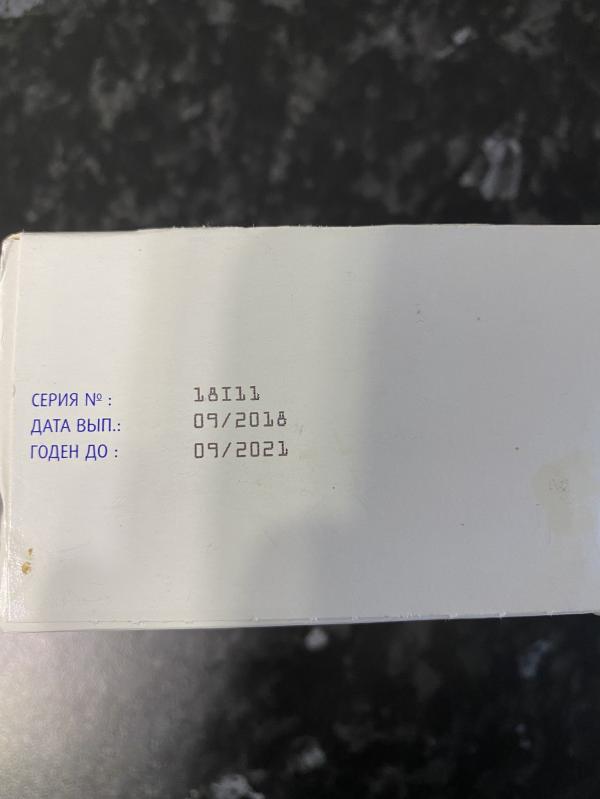 СЕРИЯ № : 18I11
ДАТА ВЫП.: 09/2018
ГОДЕН ДО : 09/2021